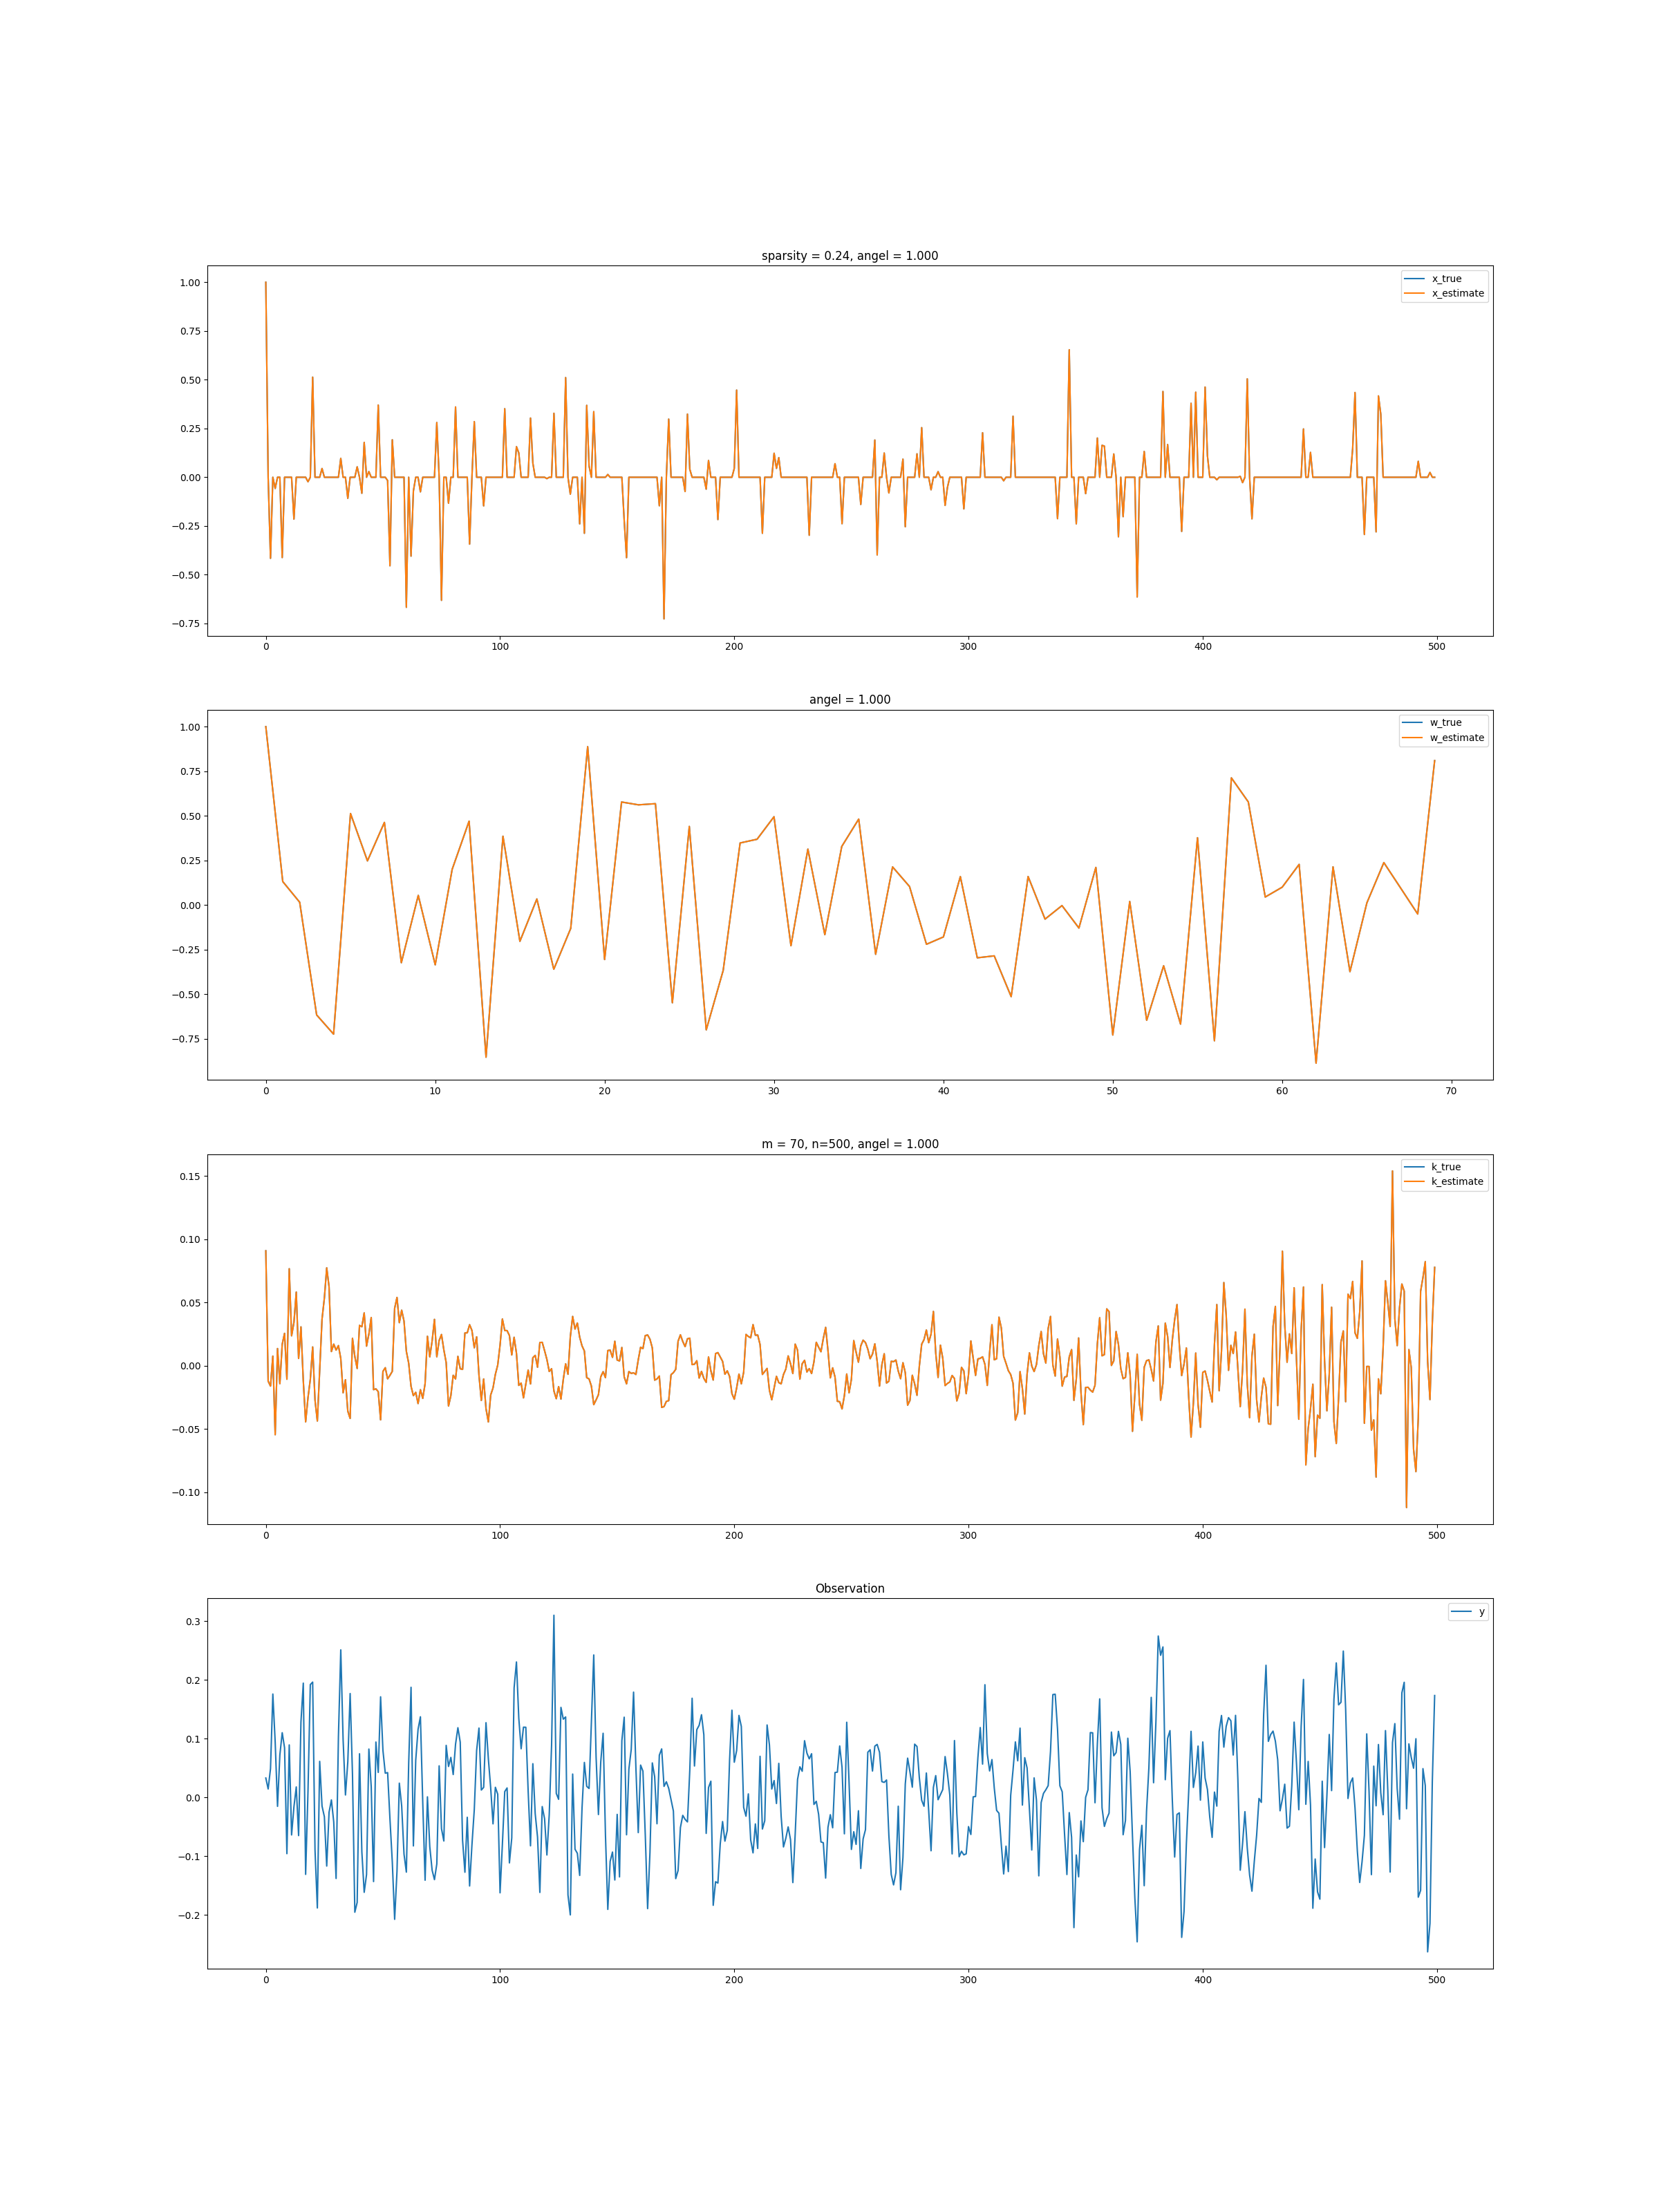 sparsity = 0.24, angel = 1.000
x_true
x_estimate
1.00
0.75
0.50
0.25
0.00
−0.25
−0.50
−0.75
0 100 200 300 400 500
angel = 1.000
w_true
w_estimate
1.00
0.75
0.50
0.25
0.00
−0.25
−0.50
−0.75
0 10 20 30 40 50 60 70
m = 70, n=500, angel = 1.000
k_true
k_estimate
0.15
0.10
0.05
0.00
−0.05
−0.10
0 100 200 300 400 500
Observation
y
0.3
0.2
0.1
0.0
−0.1
−0.2
0 100 200 300 400 500